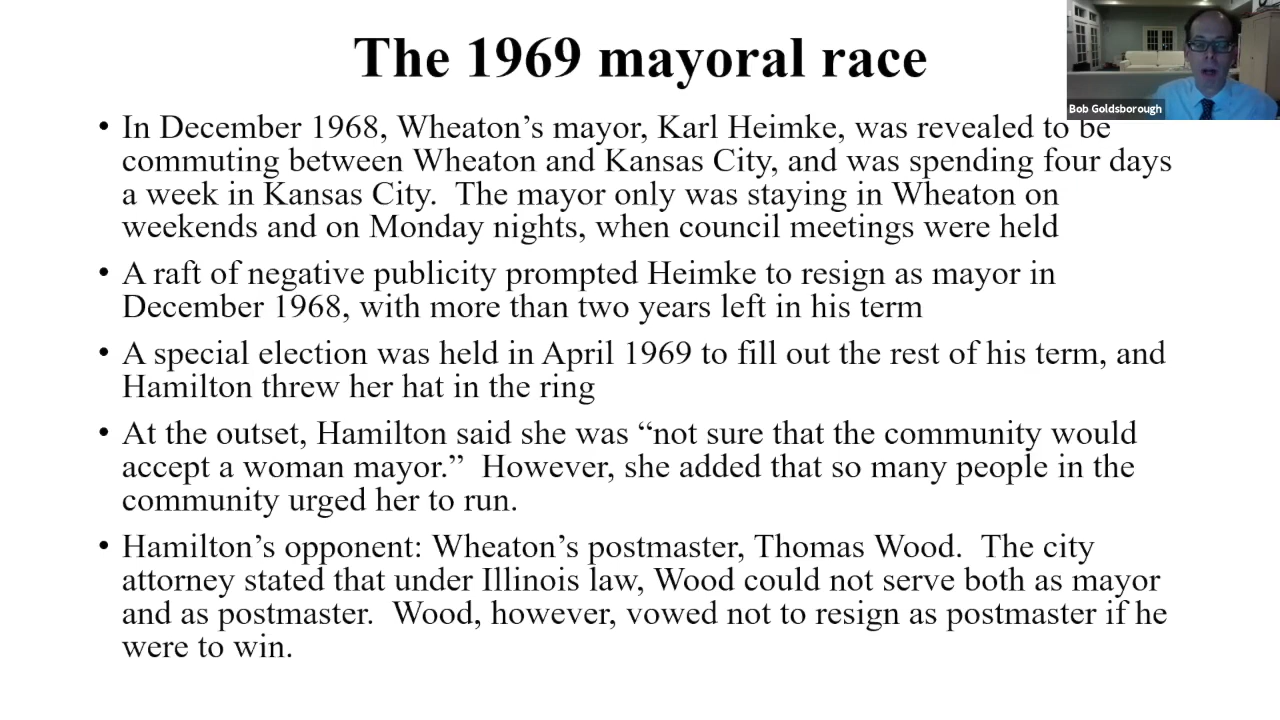 The 1969 mayoral race
Bob Goldsborough
• In December 1968, Wheaton’s mayor, Karl Heimke, was revealed to be
commuting between Wheaton and Kansas City, and was spending four days
a week in Kansas City.  The mayor only was staying in Wheaton on
weekends and on Monday nights, when council meetings were held
• A raft of negative publicity prompted Heimke to resign as mayor in
December 1968, with more than two years left in his term
• A special election was held in April 1969 to fill out the rest of his term, and
Hamilton threw her hat in the ring
• At the outset, Hamilton said she was “not sure that the community would
accept a woman mayor.”  However, she added that so many people in the
community urged her to run.
• Hamilton’s opponent: Wheaton’s postmaster, Thomas Wood.  The city
attorney stated that under Illinois law, Wood could not serve both as mayor
and as postmaster.  Wood, however, vowed not to resign as postmaster if he
were to win.